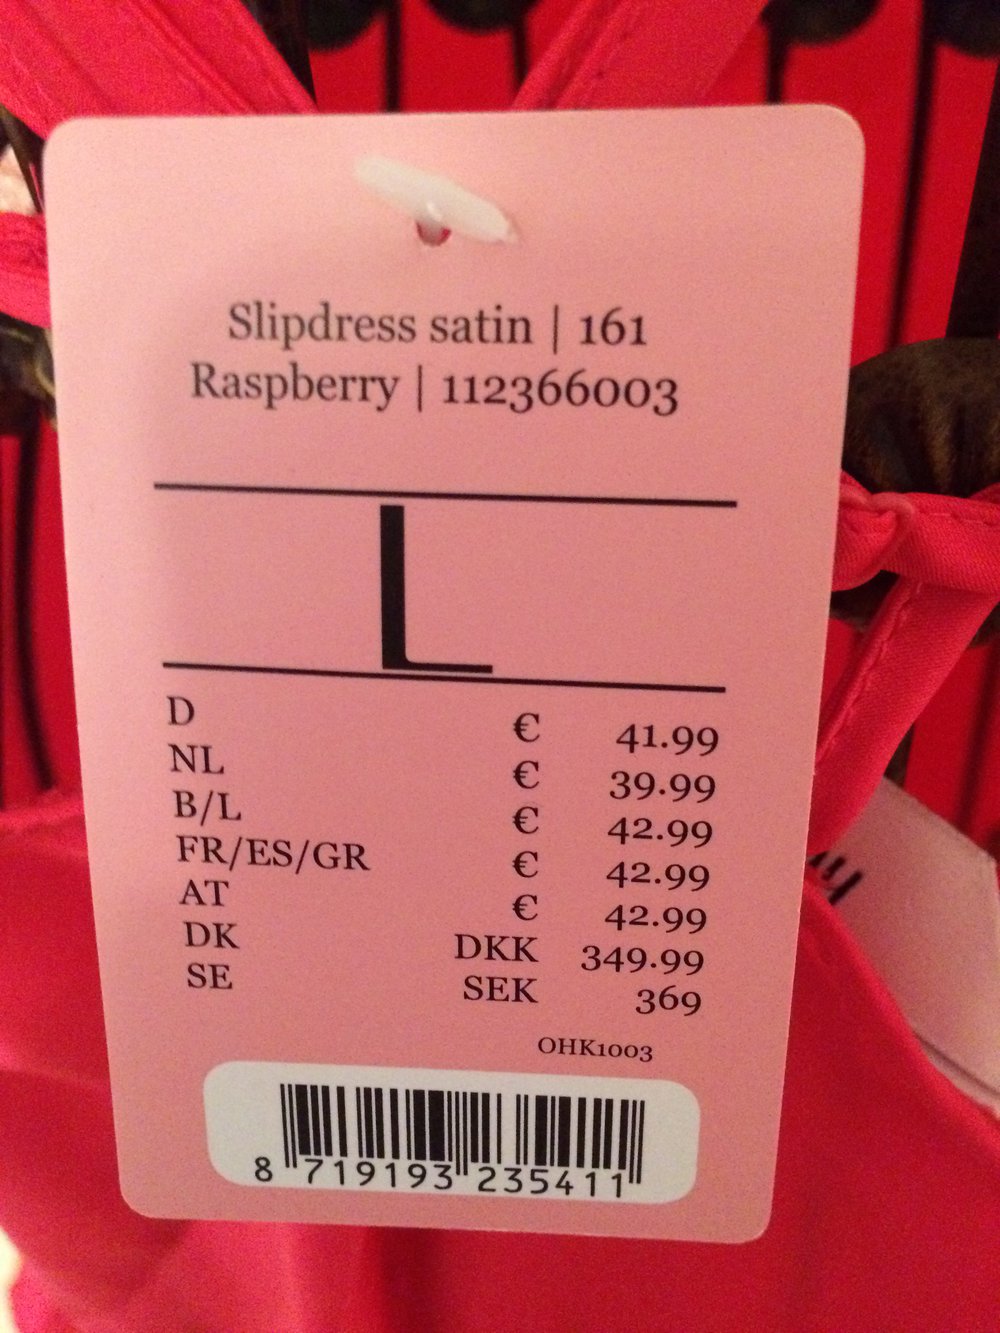 Slipdress satin | 161
Raspberry | 112366003
L
D € 41.99
NL € 39.99
B/L € 42.99
FR/ES/GR € 42.99
AT € 42.99
DK DKK 349.99
SE SEK 369
OHK1003
8 719193 235411